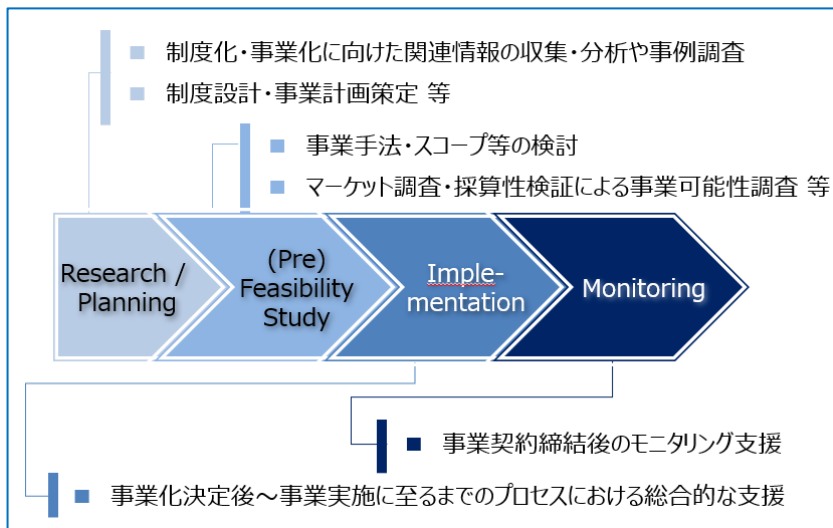 ■ 制度化・事業化に向けた関連情報の収集・分析や事例調査
■ 制度設計・事業計画策定 等
■ 事業手法・スコープ等の検討
■ マーケット調査・採算性検証による事業可能性調査 等
Research /
Planning
(Pre)
Feasibility
Study
Imple-
mentation
Monitoring
■ 事業契約締結後のモニタリング支援
■ 事業化決定後～事業実施に至るまでのプロセスにおける総合的な支援